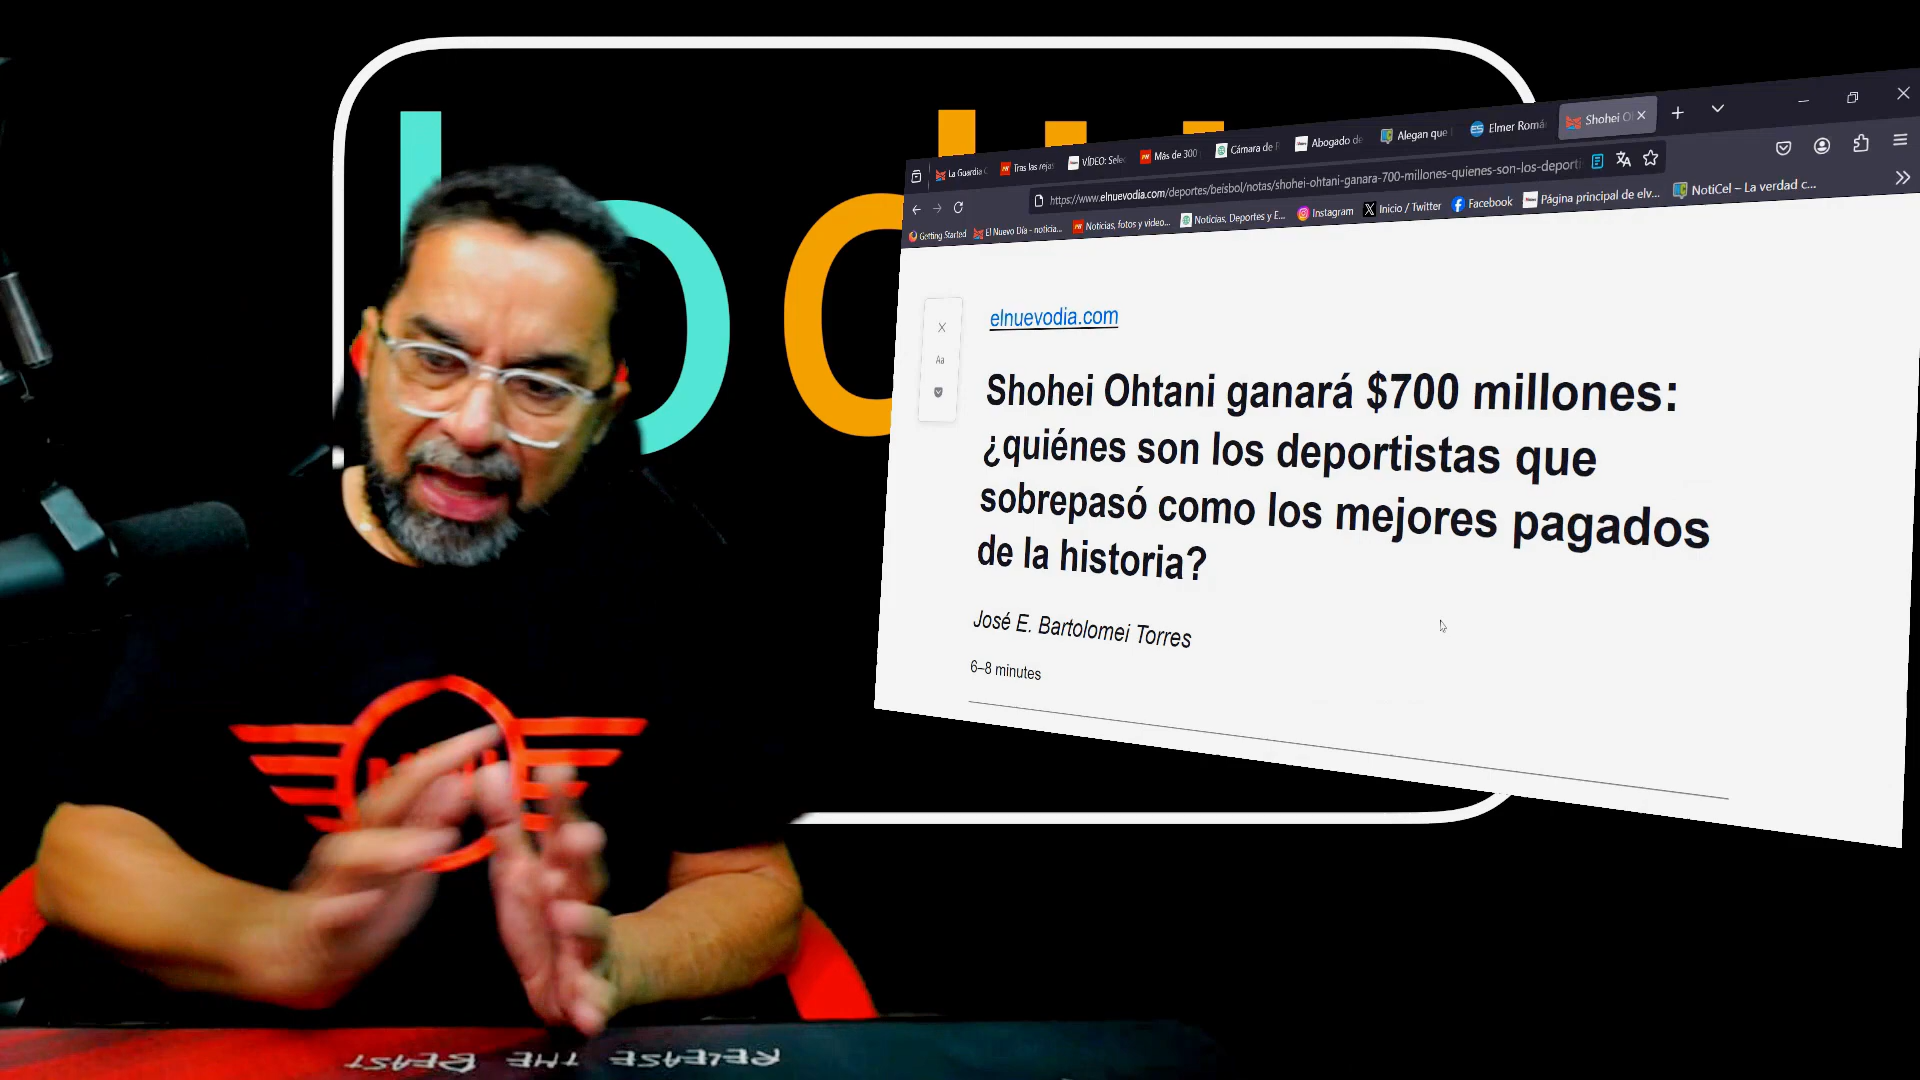 La Guardia
Tras las rejas
VÍDEO: Selec
Más de 300
Cámara de R
Abogado de
Alegan que
Elmer Romá
Shohei O
https://www.elnuevodia.com/deportes/beisbol/notas/shohei-ohtani-ganara-700-millones-quienes-son-los-deporti
Getting Started
El Nuevo Día - noticia...
Noticias, fotos y video...
Noticias, Deportes y E...
Instagram
Inicio / Twitter
Facebook
Página principal de elv...
NotiCel – La verdad c...
elnuevodia.com
Aa
Shohei Ohtani ganará $700 millones:
¿quiénes son los deportistas que
sobrepasó como los mejores pagados
de la historia?
José E. Bartolomei Torres
6–8 minutes
RELEASE THE BEAST